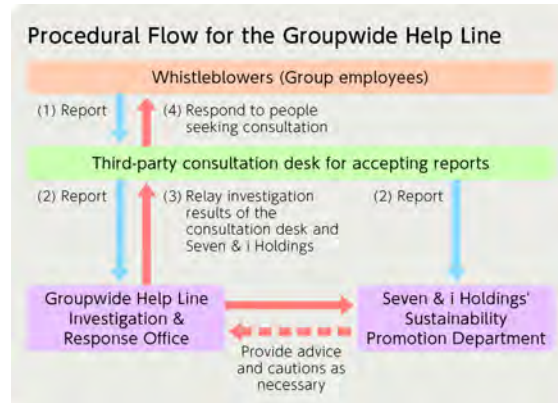 Procedural Flow for the Groupwide Help Line
Whistleblowers (Group employees)
(1) Report
(4) Respond to people
seeking consultation
Third-party consultation desk for accepting reports
(2) Report
(3) Relay investigation
results of the
consultation desk and
Seven & i Holdings
(2) Report
Groupwide Help Line
Investigation &
Response Office
Seven & i Holdings'
Sustainability
Promotion Department
Provide advice
and cautions as
necessary